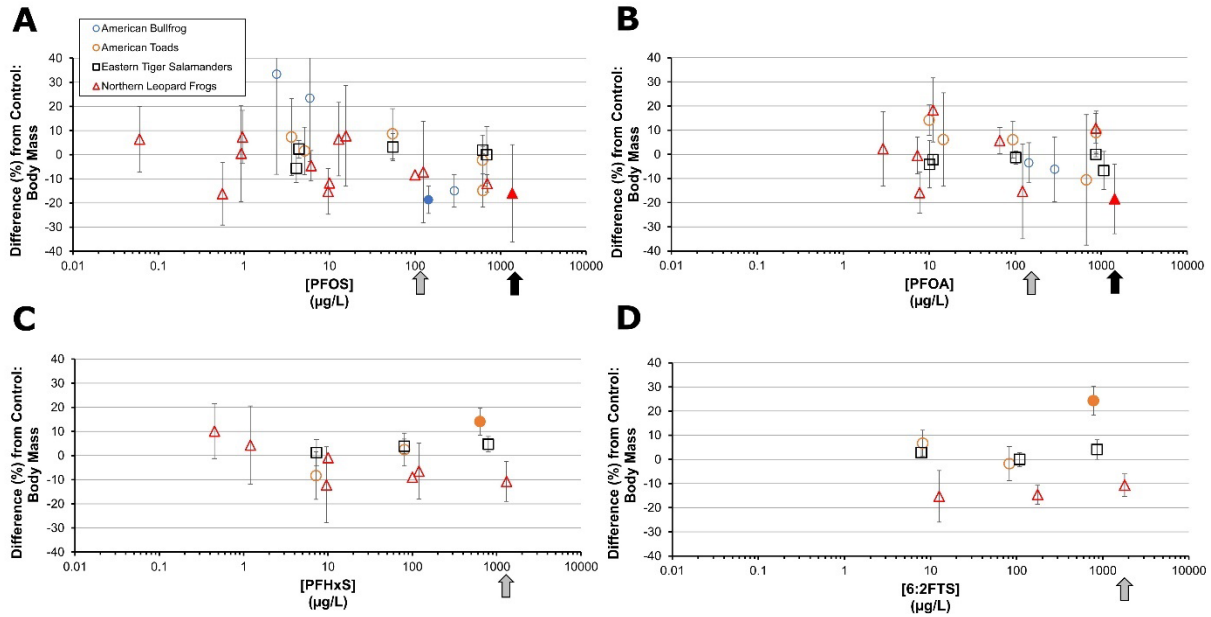 A
American Bullfrog
American Toads
Eastern Tiger Salamanders
Northern Leopard Frogs
Difference (%) from Control:
Body Mass
40
30
20
10
0
-10
-20
-30
-40
0.01 0.1 1 10 100 1000 10000
[PFOS]
(µg/L)
B
Difference (%) from Control:
Body Mass
40
30
20
10
0
-10
-20
-30
-40
0.01 0.1 1 10 100 1000 10000
[PFOA]
(µg/L)
C
Difference (%) from Control:
Body Mass
40
30
20
10
0
-10
-20
-30
-40
0.01 0.1 1 10 100 1000 10000
[PFHxS]
(µg/L)
D
Difference (%) from Control:
Body Mass
40
30
20
10
0
-10
-20
-30
-40
0.01 0.1 1 10 100 1000 10000
[6:2FTS]
(µg/L)